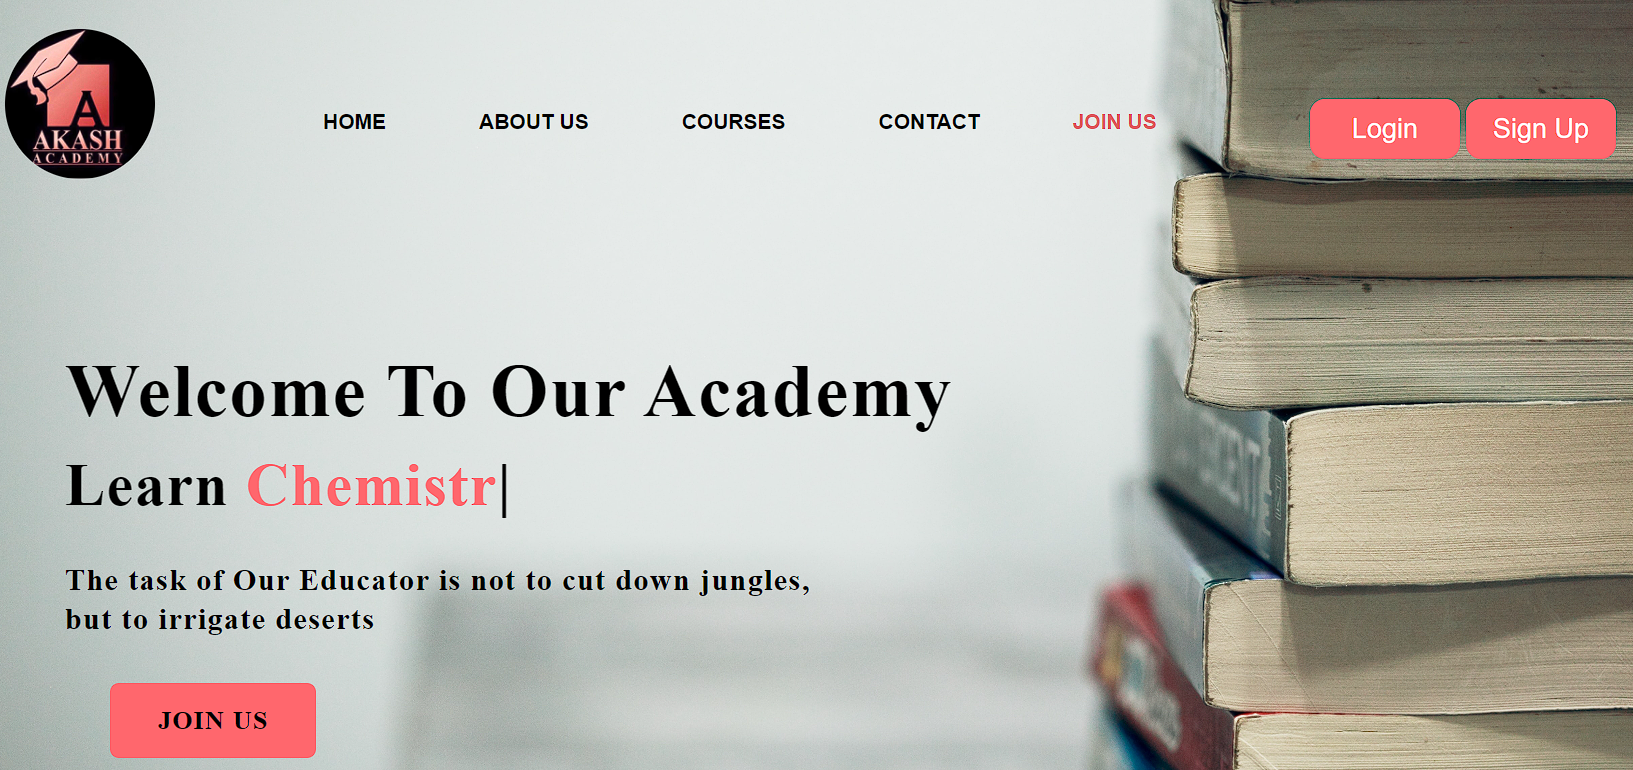 AKASH
ACADEMY
HOME ABOUT US COURSES CONTACT JOIN US Login Sign Up
Welcome To Our Academy
Learn Chemistr|
The task of Our Educator is not to cut down jungles,
but to irrigate deserts
JOIN US